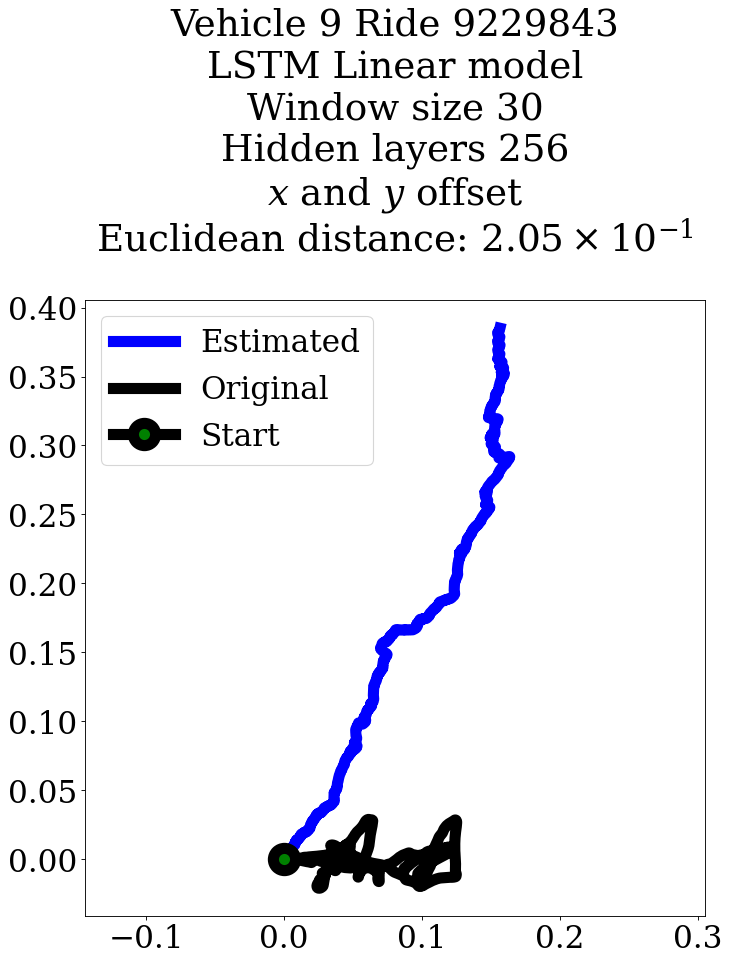 Vehicle 9 Ride 9229843
LSTM Linear model
Window size 30
Hidden layers 256
x and y offset
Euclidean distance: 2.05 × 10⁻¹
Estimated
Original
Start
0.40
0.35
0.30
0.25
0.20
0.15
0.10
0.05
0.00
−0.1 0.0 0.1 0.2 0.3